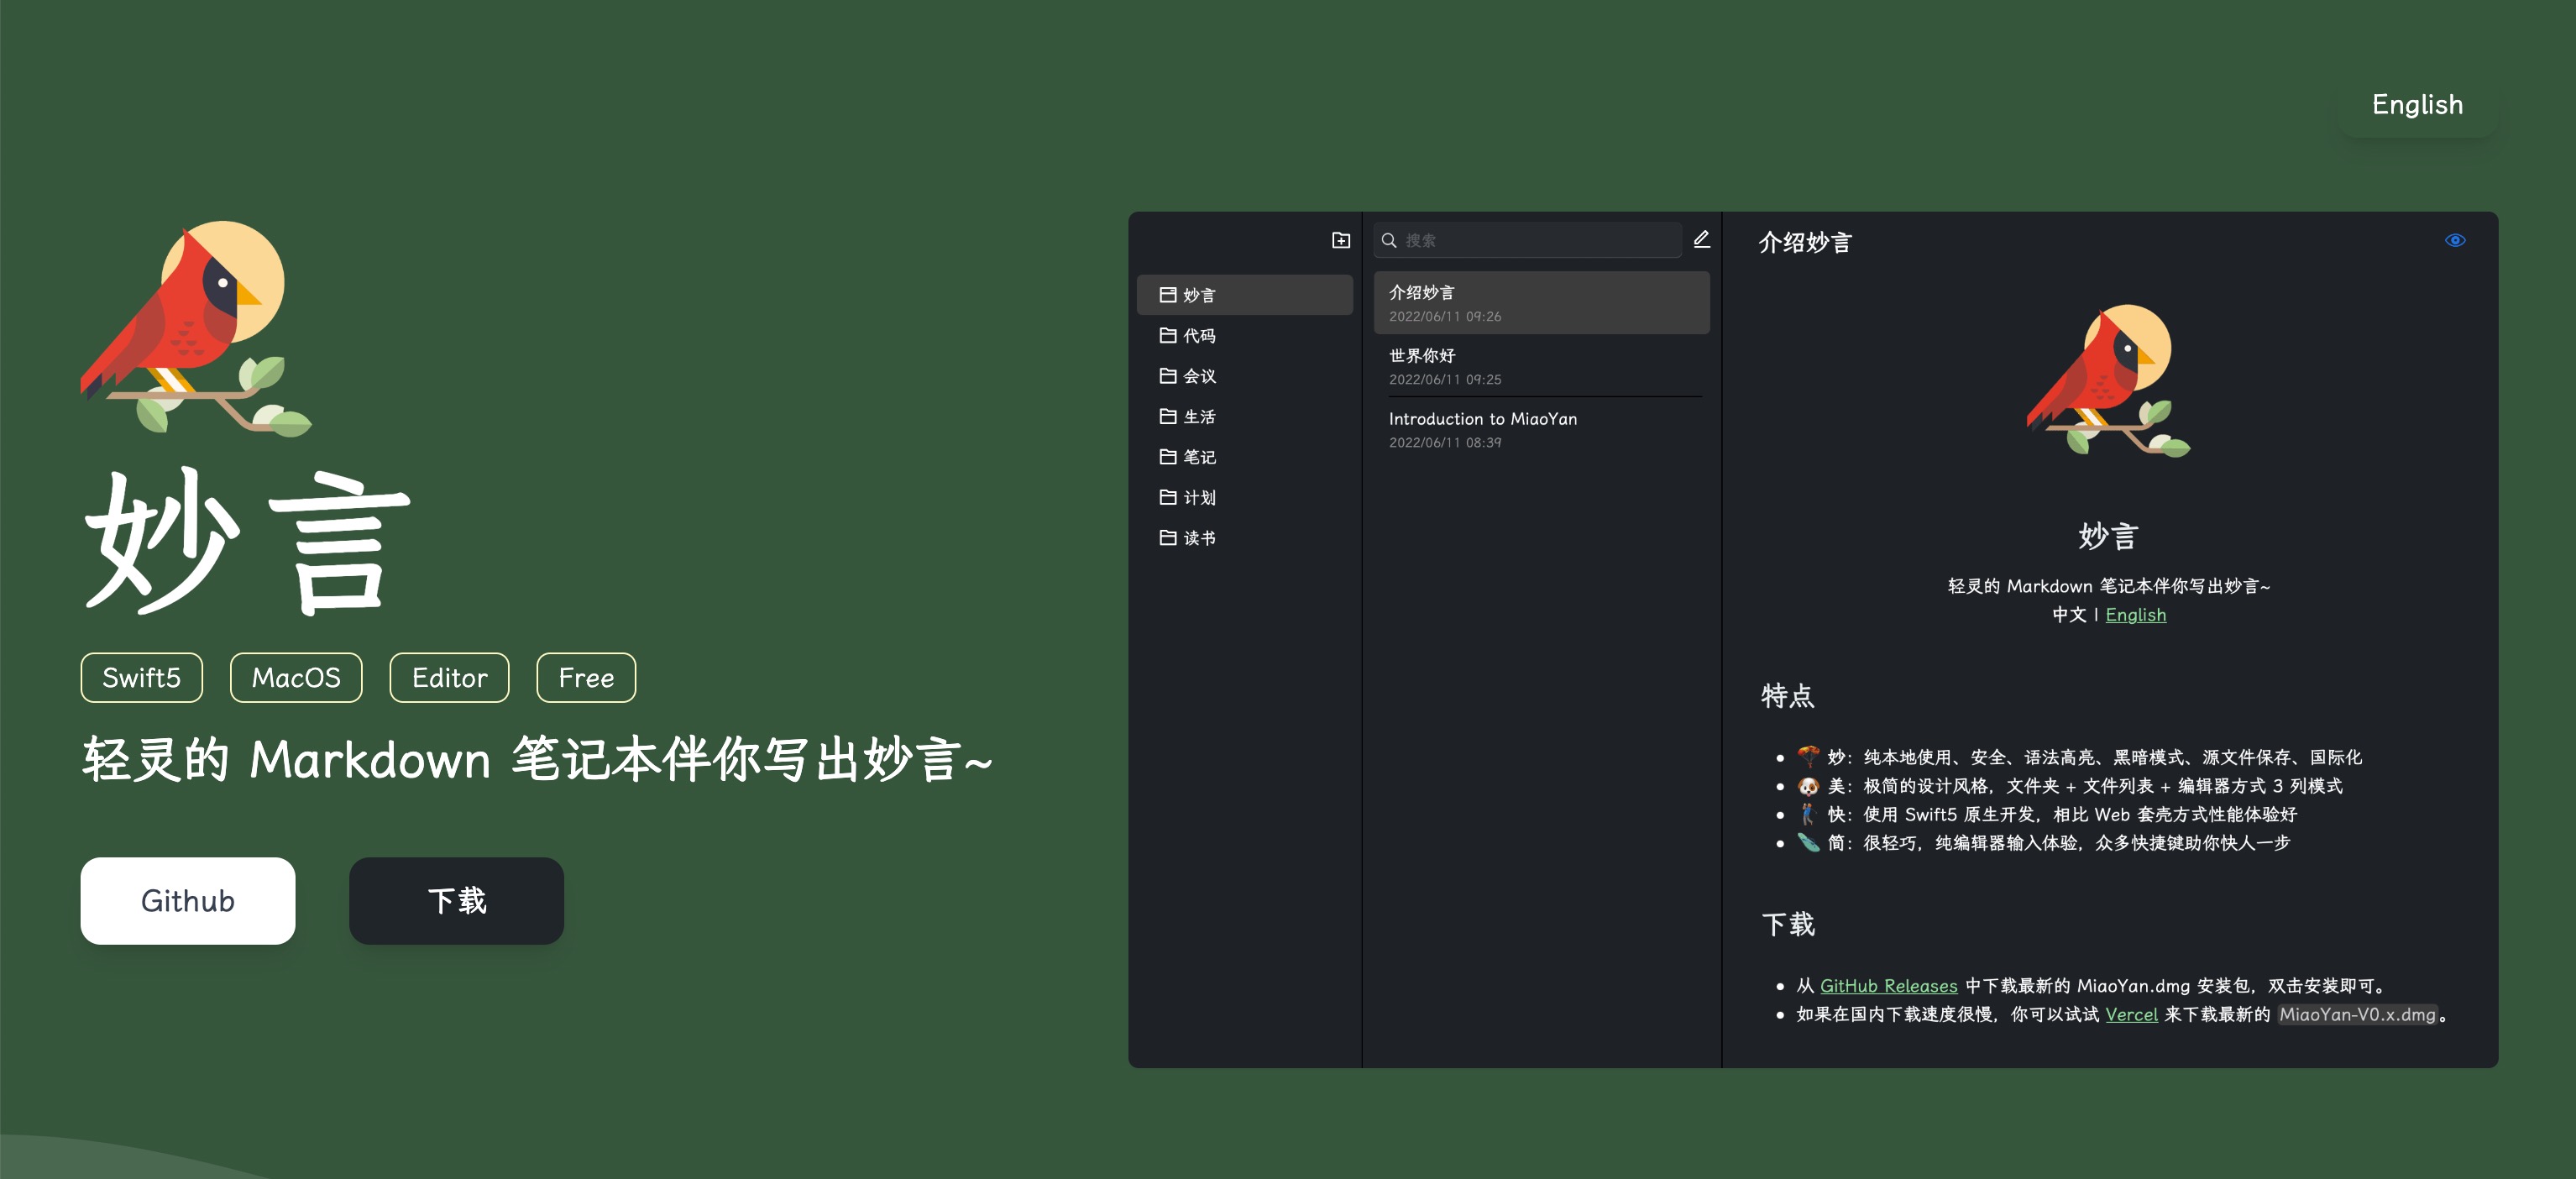 English
妙言
Swift5 MacOS Editor Free
轻灵的 Markdown 笔记本伴你写出妙言~
Github 下载
妙言
代码
会议
生活
笔记
计划
读书
搜索
介绍妙言
2022/06/11 09:26
世界你好
2022/06/11 09:25
Introduction to MiaoYan
2022/06/11 08:39
介绍妙言
妙言
轻灵的 Markdown 笔记本伴你写出妙言~
中文 | English
特点
妙：纯本地使用、安全、语法高亮、黑暗模式、源文件保存、国际化
美：极简的设计风格，文件夹 + 文件列表 + 编辑器方式 3 列模式
快：使用 Swift5 原生开发，相比 Web 套壳方式性能体验好
简：很轻巧，纯编辑器输入体验，众多快捷键助你快人一步
下载
从 GitHub Releases 中下载最新的 MiaoYan.dmg 安装包，双击安装即可。
如果在国内下载速度很慢，你可以试试 Vercel 来下载最新的 MiaoYan-V0.x.dmg。